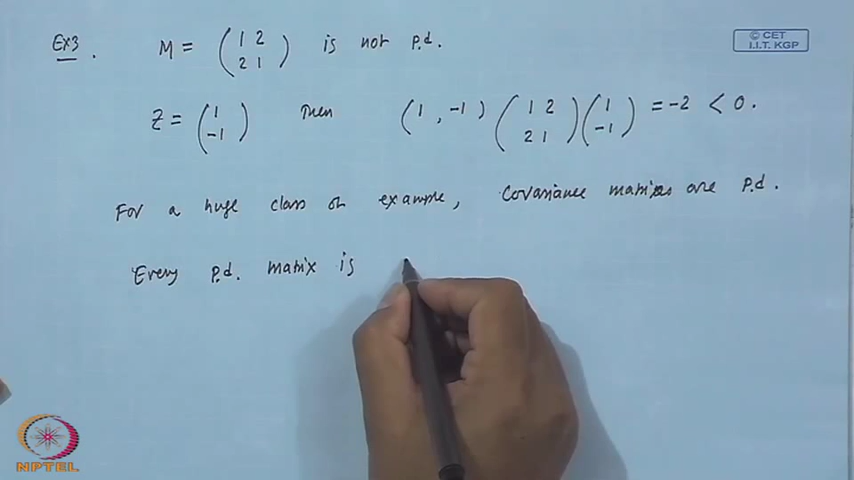 Ex3. M = (1 2 2 1) is not p.d.
© CET
I.I.T. KGP
Z = (1 -1) Then (1, -1) (1 2 2 1) (1 -1) = -2 < 0.
For a huge class of example, Covariance matrixes are p.d.
Every p.d. matrix is
NPTEL